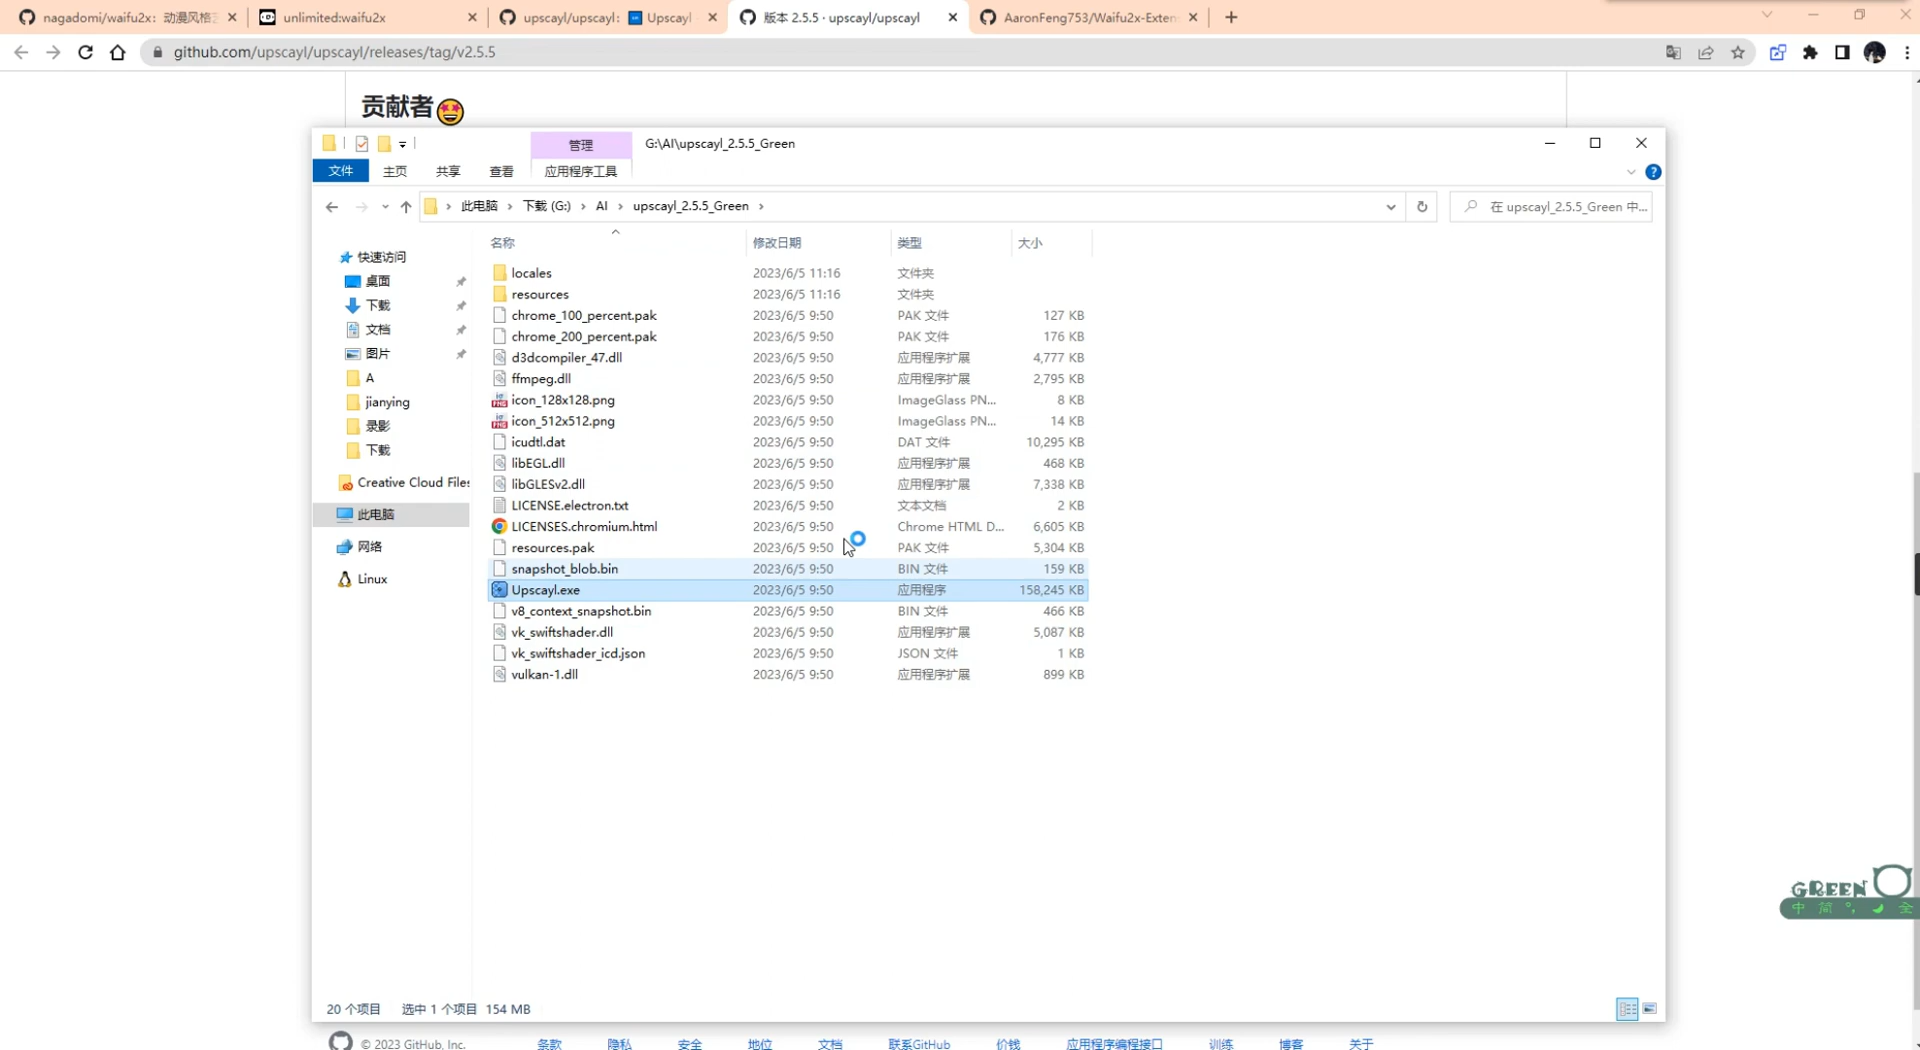 nagadomi/waifu2x: 动漫风格艺
unlimited:waifu2x
upscayl/upscayl: Upscayl
版本 2.5.5 · upscayl/upscayl
AaronFeng753/Waifu2x-Exten
github.com/upscayl/upscayl/releases/tag/v2.5.5
贡献者
管理
G:\AI\upscayl_2.5.5_Green
文件 主页 共享 查看 应用程序工具
此电脑 › 下载 (G:) › AI › upscayl_2.5.5_Green ›
在 upscayl_2.5.5_Green 中...
名称 修改日期 类型 大小
快速访问
桌面
下载
文档
图片
A
jianying
录影
下载
Creative Cloud Files
此电脑
网络
Linux
locales 2023/6/5 11:16 文件夹
resources 2023/6/5 11:16 文件夹
chrome_100_percent.pak 2023/6/5 9:50 PAK 文件 127 KB
chrome_200_percent.pak 2023/6/5 9:50 PAK 文件 176 KB
d3dcompiler_47.dll 2023/6/5 9:50 应用程序扩展 4,777 KB
ffmpeg.dll 2023/6/5 9:50 应用程序扩展 2,795 KB
icon_128x128.png 2023/6/5 9:50 ImageGlass PN... 8 KB
icon_512x512.png 2023/6/5 9:50 ImageGlass PN... 14 KB
icudtl.dat 2023/6/5 9:50 DAT 文件 10,295 KB
libEGL.dll 2023/6/5 9:50 应用程序扩展 468 KB
libGLESv2.dll 2023/6/5 9:50 应用程序扩展 7,338 KB
LICENSE.electron.txt 2023/6/5 9:50 文本文档 2 KB
LICENSES.chromium.html 2023/6/5 9:50 Chrome HTML D... 6,605 KB
resources.pak 2023/6/5 9:50 PAK 文件 5,304 KB
snapshot_blob.bin 2023/6/5 9:50 BIN 文件 159 KB
Upscayl.exe 2023/6/5 9:50 应用程序 158,245 KB
v8_context_snapshot.bin 2023/6/5 9:50 BIN 文件 466 KB
vk_swiftshader.dll 2023/6/5 9:50 应用程序扩展 5,087 KB
vk_swiftshader_icd.json 2023/6/5 9:50 JSON 文件 1 KB
vulkan-1.dll 2023/6/5 9:50 应用程序扩展 899 KB
GREEN
中 简 °, 全
20 个项目 选中 1 个项目 154 MB
© 2023 GitHub, Inc. 条款 隐私 安全 地位 文档 联系GitHub 价钱 应用程序编程接口 训练 博客 关于